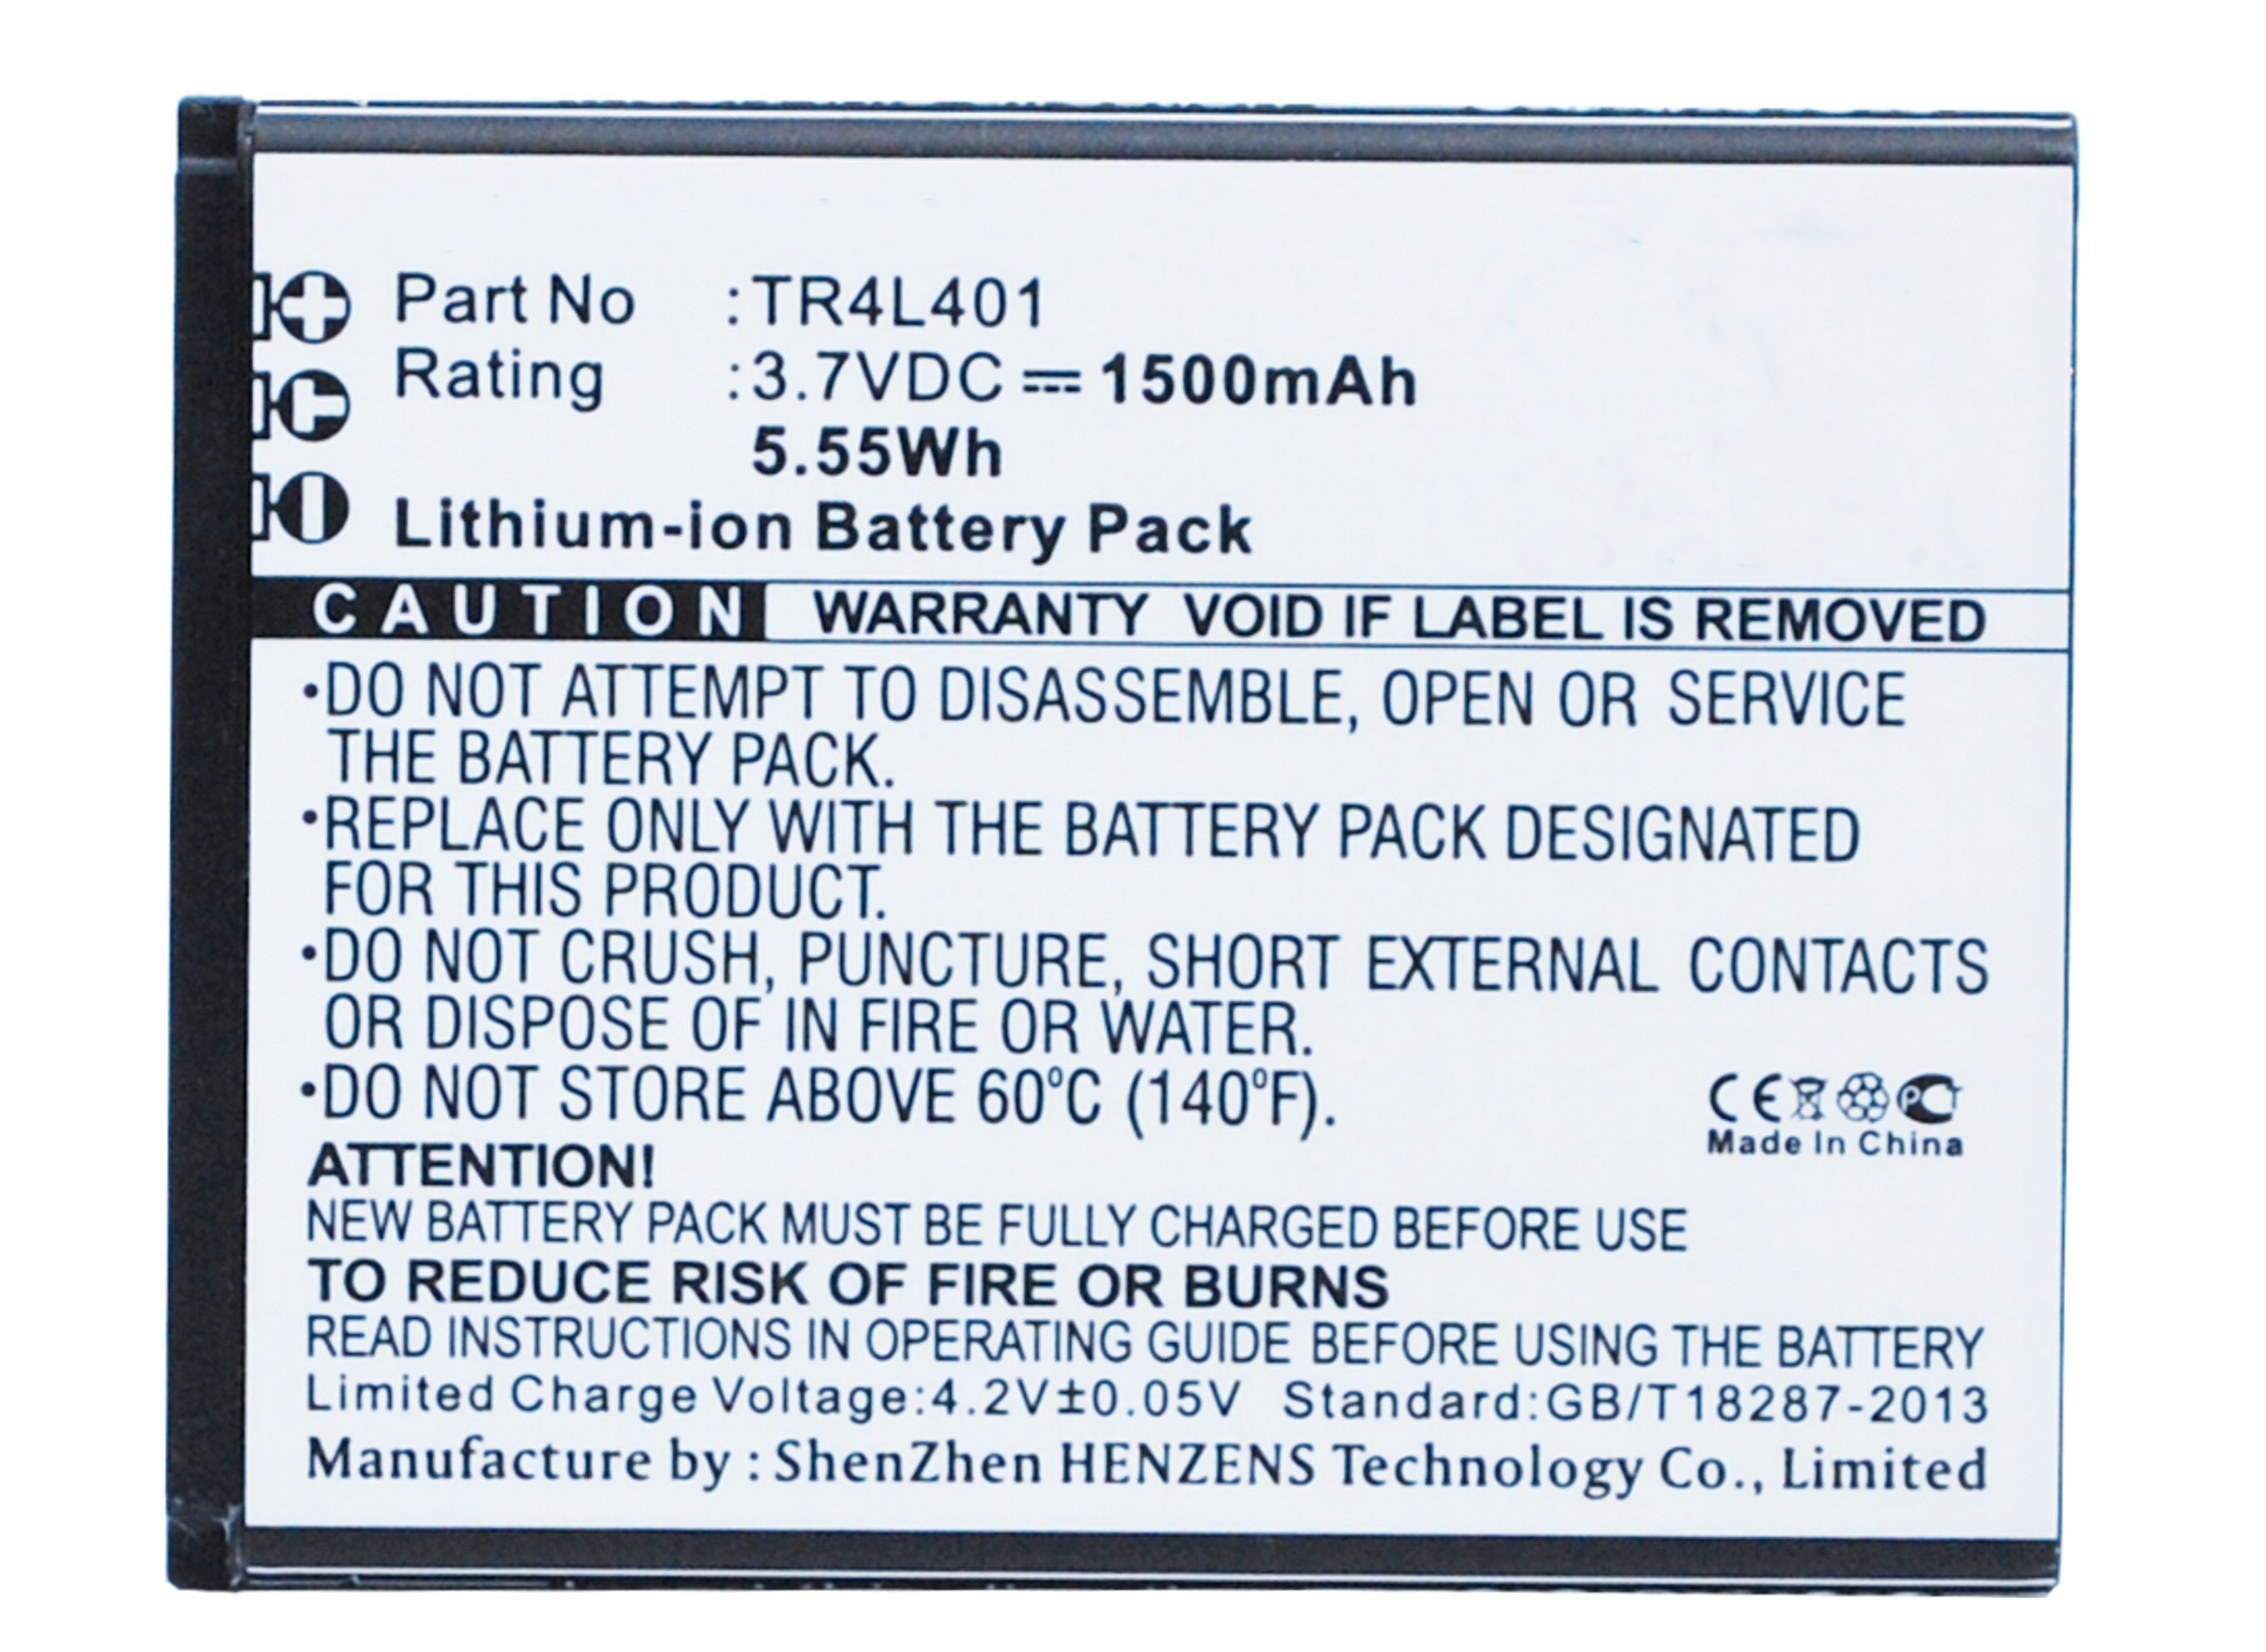 Part No :TR4L401
Rating :3.7VDC ⎓ 1500mAh
5.55Wh
Lithium-ion Battery Pack
CAUTION WARRANTY VOID IF LABEL IS REMOVED
•DO NOT ATTEMPT TO DISASSEMBLE, OPEN OR SERVICE
THE BATTERY PACK.
•REPLACE ONLY WITH THE BATTERY PACK DESIGNATED
FOR THIS PRODUCT.
•DO NOT CRUSH, PUNCTURE, SHORT EXTERNAL CONTACTS
OR DISPOSE OF IN FIRE OR WATER.
•DO NOT STORE ABOVE 60°C (140°F).
CE PCT
Made In China
ATTENTION!
NEW BATTERY PACK MUST BE FULLY CHARGED BEFORE USE
TO REDUCE RISK OF FIRE OR BURNS
READ INSTRUCTIONS IN OPERATING GUIDE BEFORE USING THE BATTERY
Limited Charge Voltage:4.2V±0.05V Standard:GB/T18287-2013
Manufacture by : ShenZhen HENZENS Technology Co., Limited